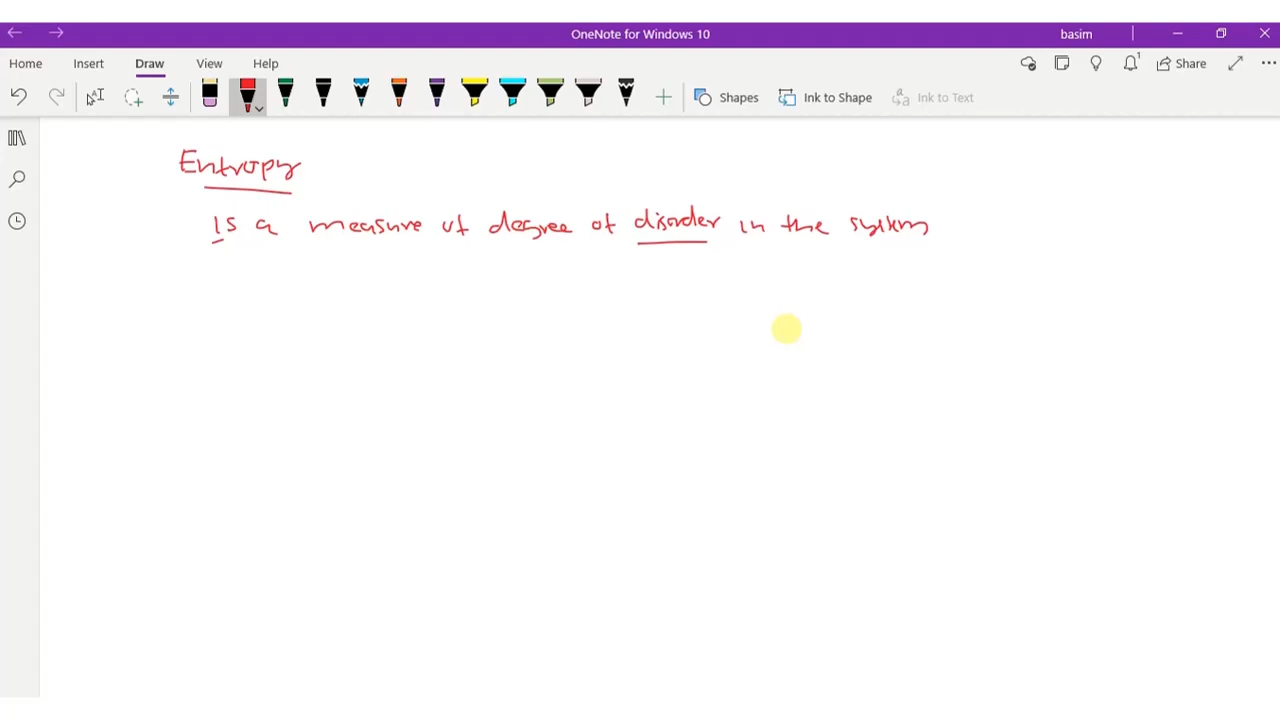 OneNote for Windows 10
basim
Home Insert Draw View Help
1 Share
Shapes Ink to Shape Ink to Text
Entropy
is a measure of degree of disorder in the system